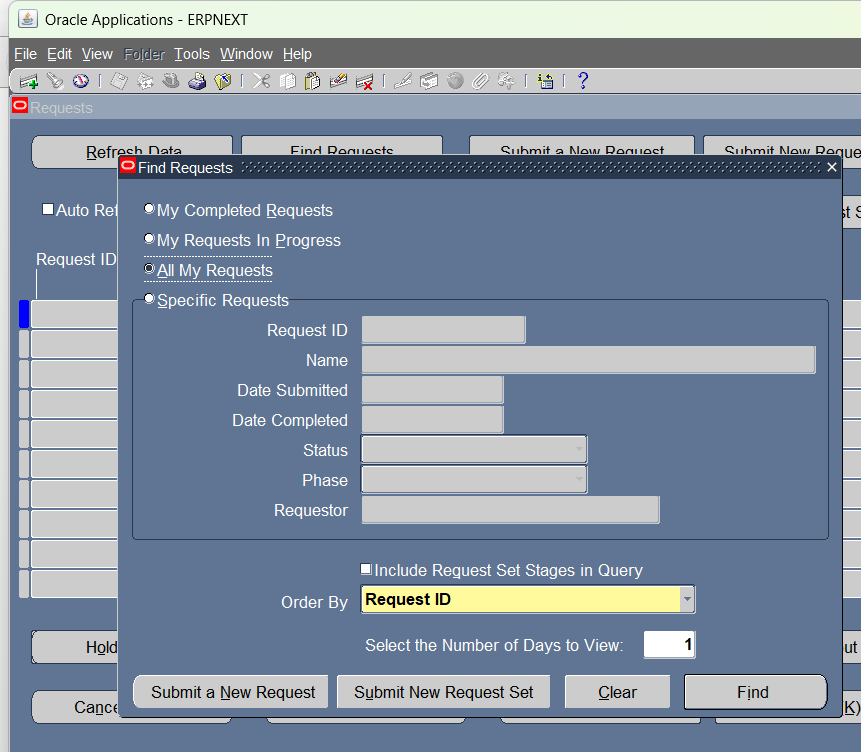 Oracle Applications - ERPNEXT
File Edit View Folder Tools Window Help
Requests
Refresh Data Find Requests Submit a New Request Submit New Reque
Find Requests
Auto Ref
st S
Request ID
My Completed Requests
My Requests In Progress
All My Requests
Specific Requests
Request ID
Name
Date Submitted
Date Completed
Status
Phase
Requestor
Include Request Set Stages in Query
Order By Request ID
Select the Number of Days to View: 1
Hold
out
Submit a New Request Submit New Request Set Clear Find
Cance
K)